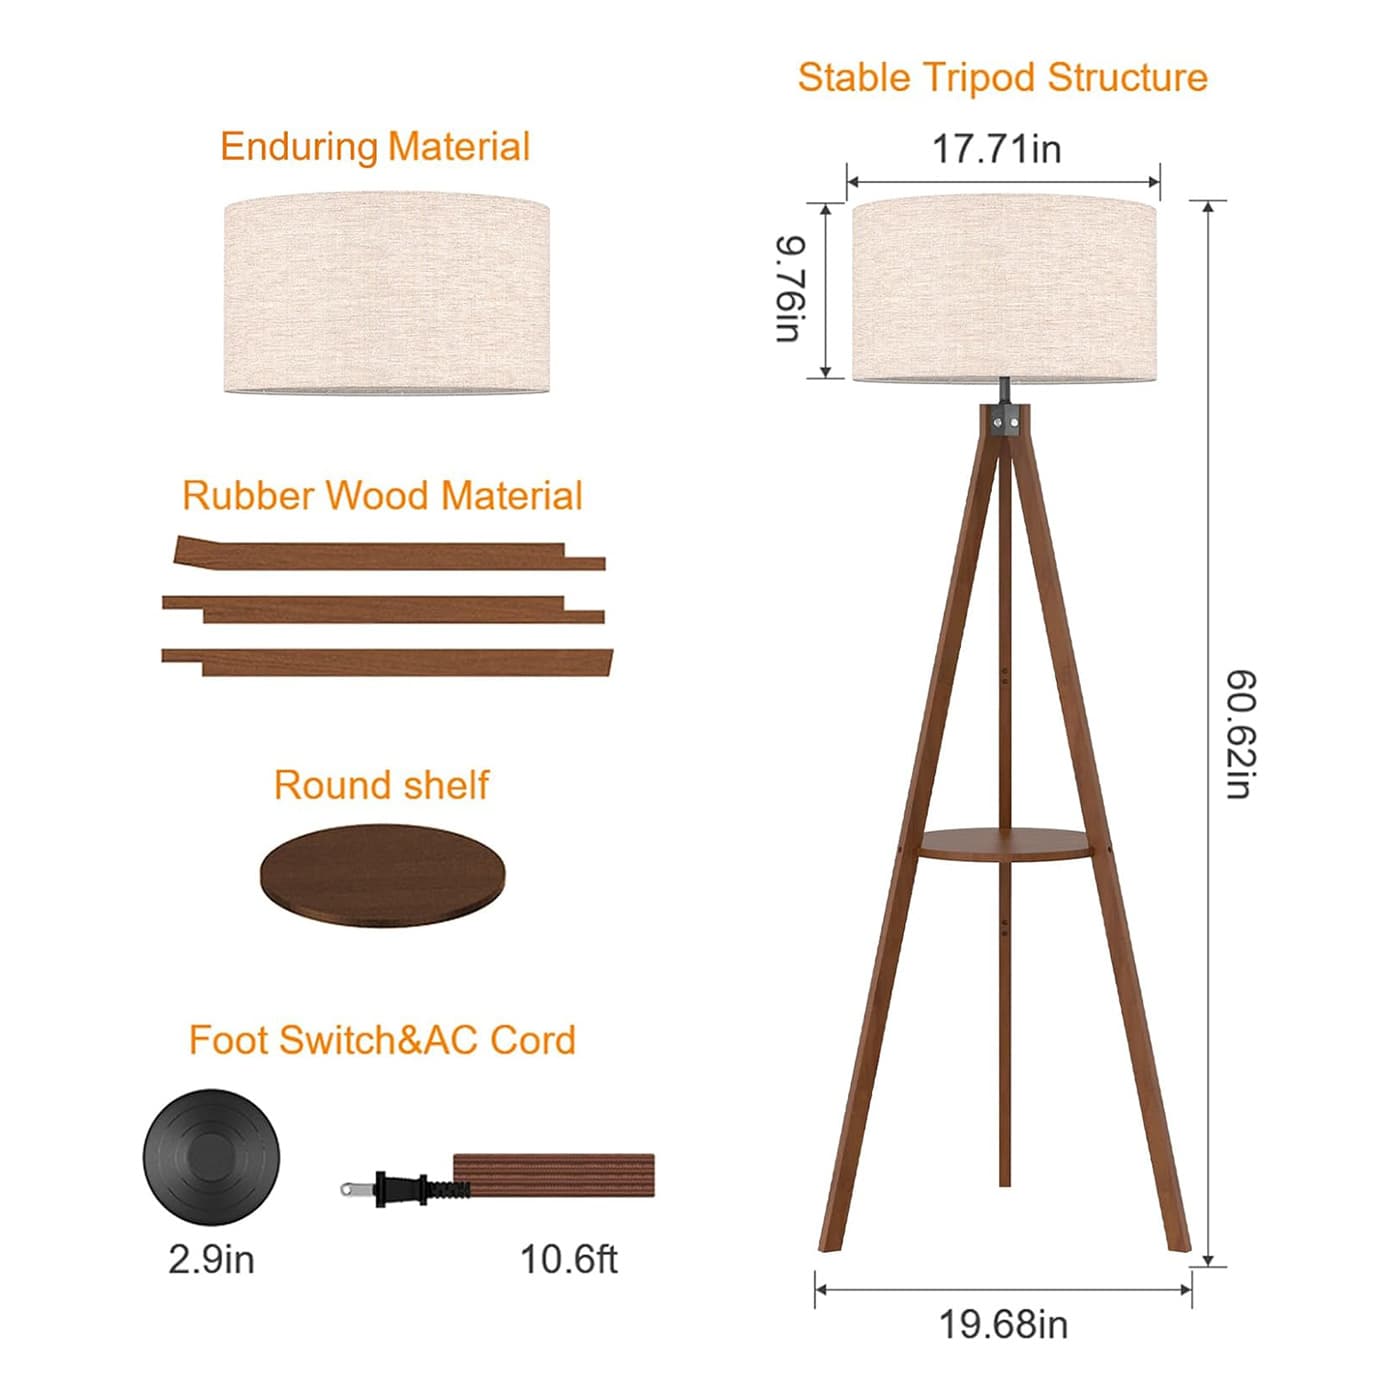 Enduring Material
Rubber Wood Material
Round shelf
Foot Switch&AC Cord
2.9in
10.6ft
Stable Tripod Structure
17.71in
9.76in
60.62in
19.68in